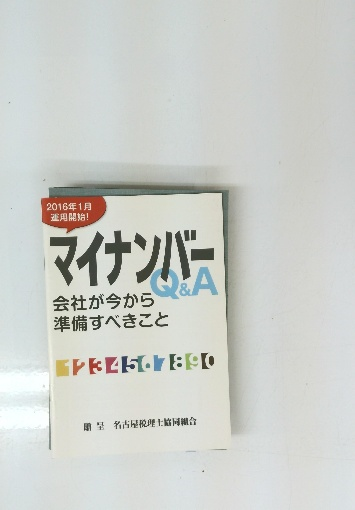 2016年1月
運用開始!
マイナンバー
Q&A
会社が今から
準備すべきこと
1234567890
贈呈 名古屋税理士協同組合